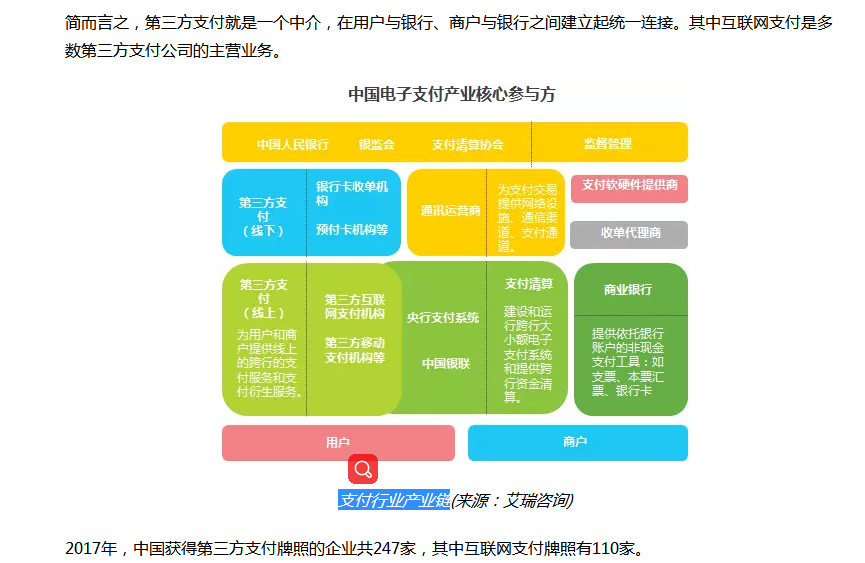 简而言之，第三方支付就是一个中介，在用户与银行、商户与银行之间建立起统一连接。其中互联网支付是多
数第三方支付公司的主营业务。
中国电子支付产业核心参与方
中国人民银行 银监会 支付清算协会 监督管理
第三方支
付
（线下）
银行卡收单机
构
预付卡机构等
通讯运营商
为支付交易
提供网络设
施、通信渠
道、支付通
道。
支付软硬件提供商
收单代理商
第三方支
付
（线上）
为用户和商
户提供线上
的跨行的支
付服务和支
付衍生服务。
第三方互联
网支付机构
第三方移动
支付机构等
央行支付系统
中国银联
支付清算
建设和运
行跨行大
小额电子
支付系统
和提供跨
行资金清
算。
商业银行
提供依托银行
账户的非现金
支付工具：如
支票、本票汇
票、银行卡
用户
商户
支付行业产业链(来源：艾瑞咨询)
2017年，中国获得第三方支付牌照的企业共247家，其中互联网支付牌照有110家。